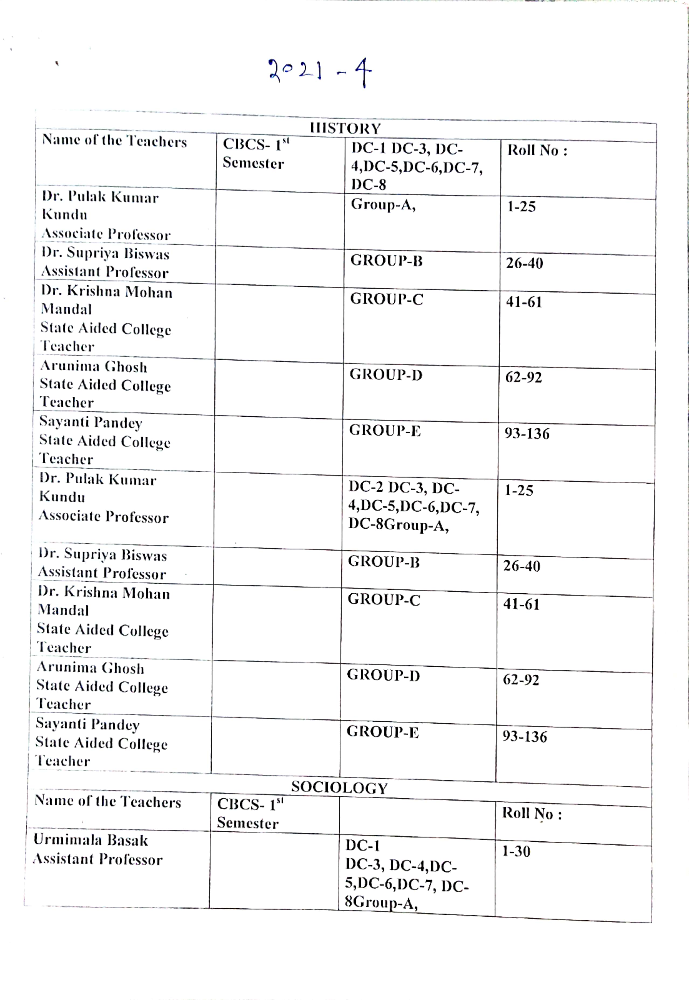 2021 - 4
HISTORY
Name of the Teachers
CBCS- 1st
Semester
DC-1 DC-3, DC-
4,DC-5,DC-6,DC-7,
DC-8
Roll No :
Dr. Pulak Kumar
Kundu
Associate Professor
Group-A,
1-25
Dr. Supriya Biswas
Assistant Professor
GROUP-B
26-40
Dr. Krishna Mohan
Mandal
State Aided College
Teacher
GROUP-C
41-61
Arunima Ghosh
State Aided College
Teacher
GROUP-D
62-92
Sayanti Pandey
State Aided College
Teacher
GROUP-E
93-136
Dr. Pulak Kumar
Kundu
Associate Professor
DC-2 DC-3, DC-
4,DC-5,DC-6,DC-7,
DC-8Group-A,
1-25
Dr. Supriya Biswas
Assistant Professor
GROUP-B
26-40
Dr. Krishna Mohan
Mandal
State Aided College
Teacher
GROUP-C
41-61
Arunima Ghosh
State Aided College
Teacher
GROUP-D
62-92
Sayanti Pandey
State Aided College
Teacher
GROUP-E
93-136
SOCIOLOGY
Name of the Teachers
CBCS- 1st
Semester
Roll No :
Urmimala Basak
Assistant Professor
DC-1
DC-3, DC-4,DC-
5,DC-6,DC-7, DC-
8Group-A,
1-30